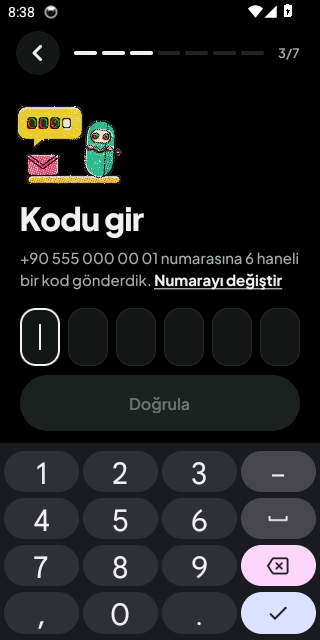 8:38
3/7
Kodu gir
+90 555 000 00 01 numarasına 6 haneli
bir kod gönderdik. Numarayı değiştir
Doğrula
1 2 3 –
4 5 6
7 8 9
, 0 .